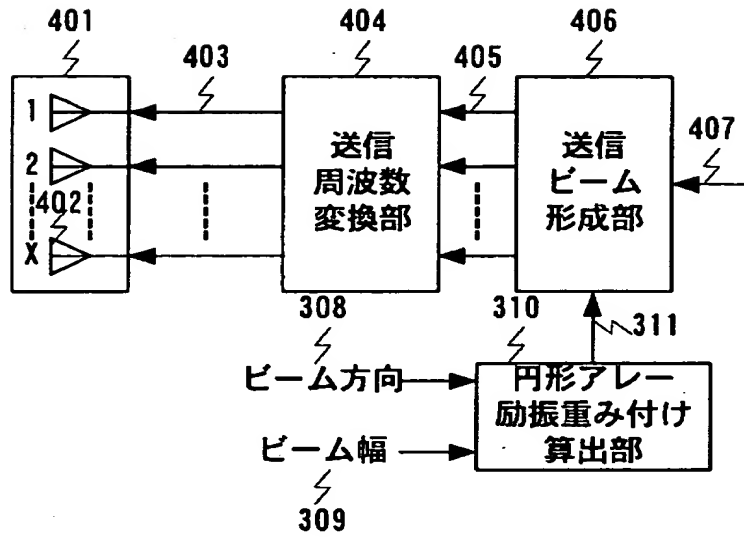 401
403
404
405
406
407
1
2
402
X
送信
周波数
変換部
送信
ビーム
形成部
308
310
311
ビーム方向
円形アレー
励振重み付け
算出部
ビーム幅
309